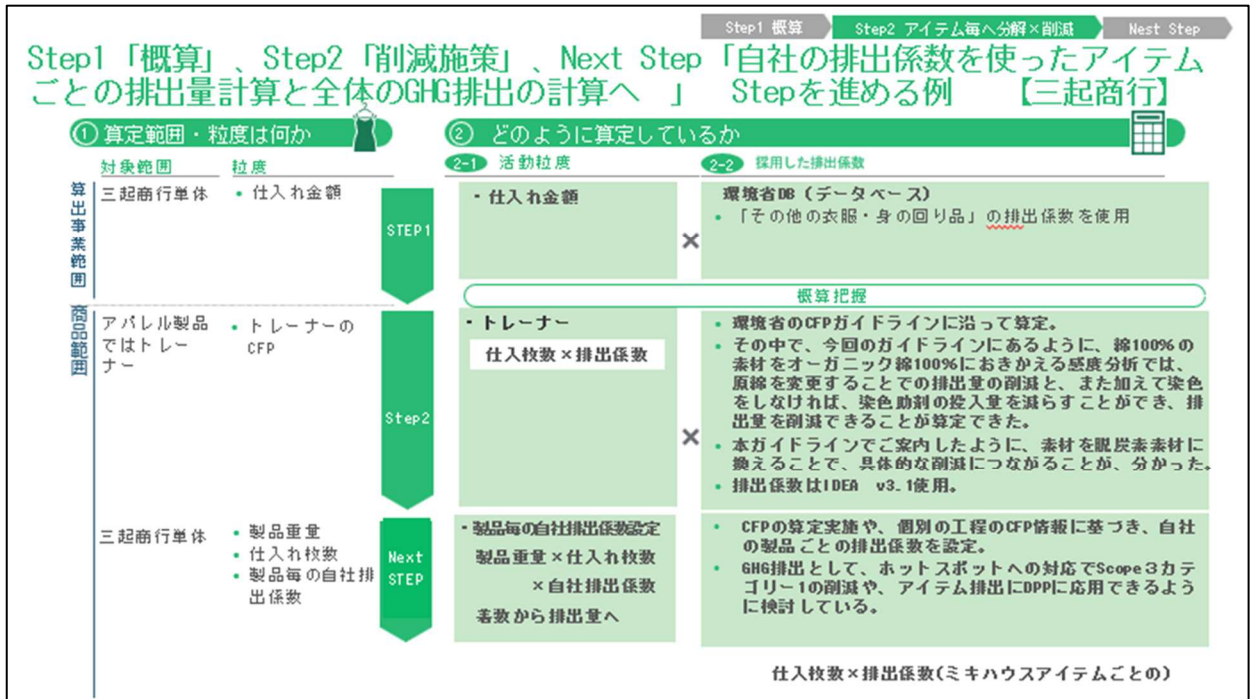 Step1 概算
Step2 アイテム毎へ分解×削減
Nest Step
Step1「概算」、Step2「削減施策」、Next Step「自社の排出係数を使ったアイテム
ごとの排出量計算と全体のGHG排出の計算へ 」 Stepを進める例 【三起商行】
① 算定範囲・粒度は何か
② どのように算定しているか
対象範囲
粒度
2-1 活動粒度
2-2 採用した排出係数
算出事業範囲
三起商行単体
• 仕入れ金額
STEP1
・仕入れ金額
×
環境省DB（データベース）
• 「その他の衣服・身の回り品」の排出係数を使用
概算把握
商品範囲
アパレル製品
ではトレー
ナー
• トレーナーの
CFP
Step2
・トレーナー
仕入枚数×排出係数
×
• 環境省のCFPガイドラインに沿って算定。
• その中で、今回のガイドラインにあるように、綿100%の
素材をオーガニック綿100%におきかえる感度分析では、
原綿を変更することでの排出量の削減と、また加えて染色
をしなければ、染色助剤の投入量を減らすことができ、排
出量を削減できることが算定できた。
• 本ガイドラインでご案内したように、素材を脱炭素素材に
換えることで、具体的な削減につながることが、分かった。
• 排出係数はIDEA v3.1使用。
三起商行単体
• 製品重量
• 仕入れ枚数
• 製品毎の自社排
出係数
Next
STEP
・製品毎の自社排出係数設定
製品重量×仕入れ枚数
×自社排出係数
着数から排出量へ
• CFPの算定実施や、個別の工程のCFP情報に基づき、自社
の製品ごとの排出係数を設定。
• GHG排出として、ホットスポットへの対応でScope３カテ
ゴリー1の削減や、アイテム排出にDPPに応用できるよう
に検討している。
仕入枚数×排出係数(ミキハウスアイテムごとの)